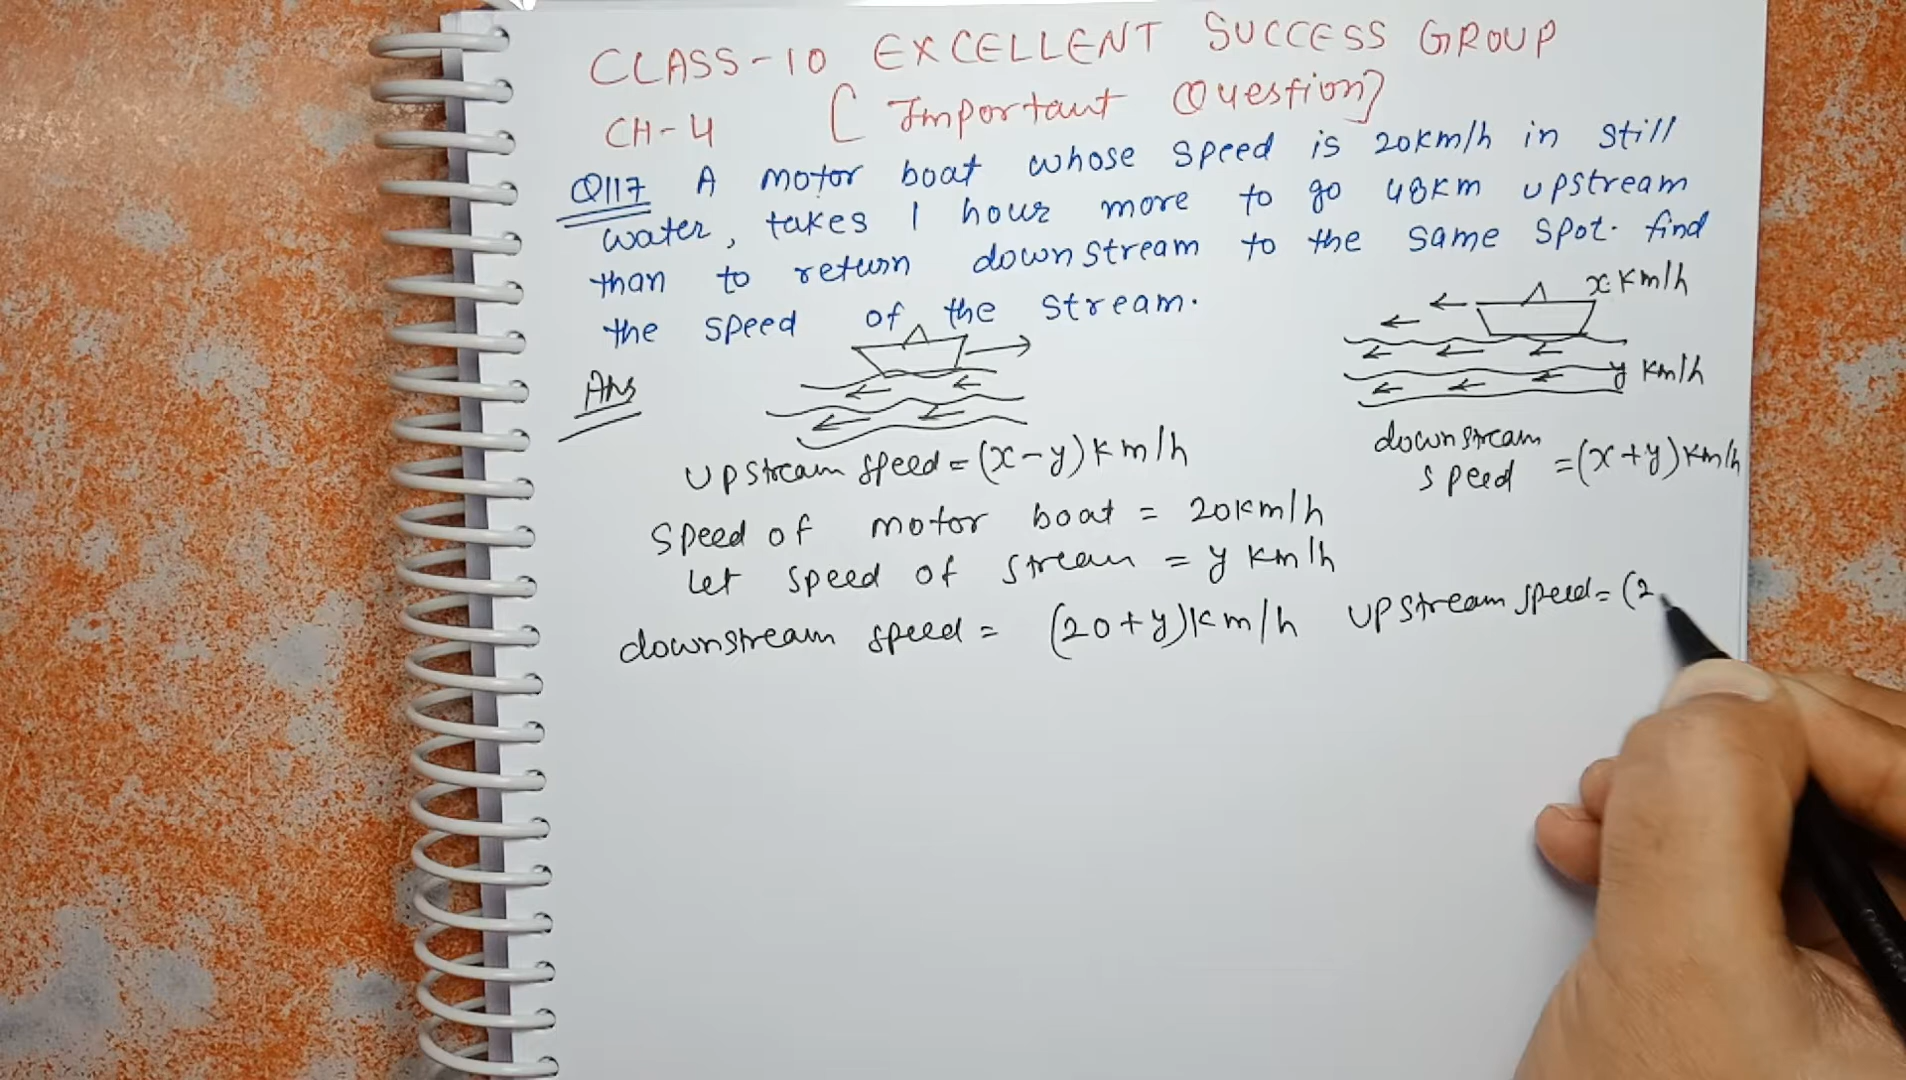 CLASS-10 EXCELLENT SUCCESS GROUP
CH-4 [Important Question]
Q117 A motor boat whose speed is 20km/h in still
water, takes 1 hour more to go 48km upstream
than to return downstream to the same spot. find
the speed of the stream.
x km/h
y km/h
Ans
upstream speed = (x-y) km/h
downstream
speed = (x+y) km/h
speed of motor boat = 20km/h
Let speed of stream = y km/h
downstream speed = (20+y) km/h upstream speed = (2